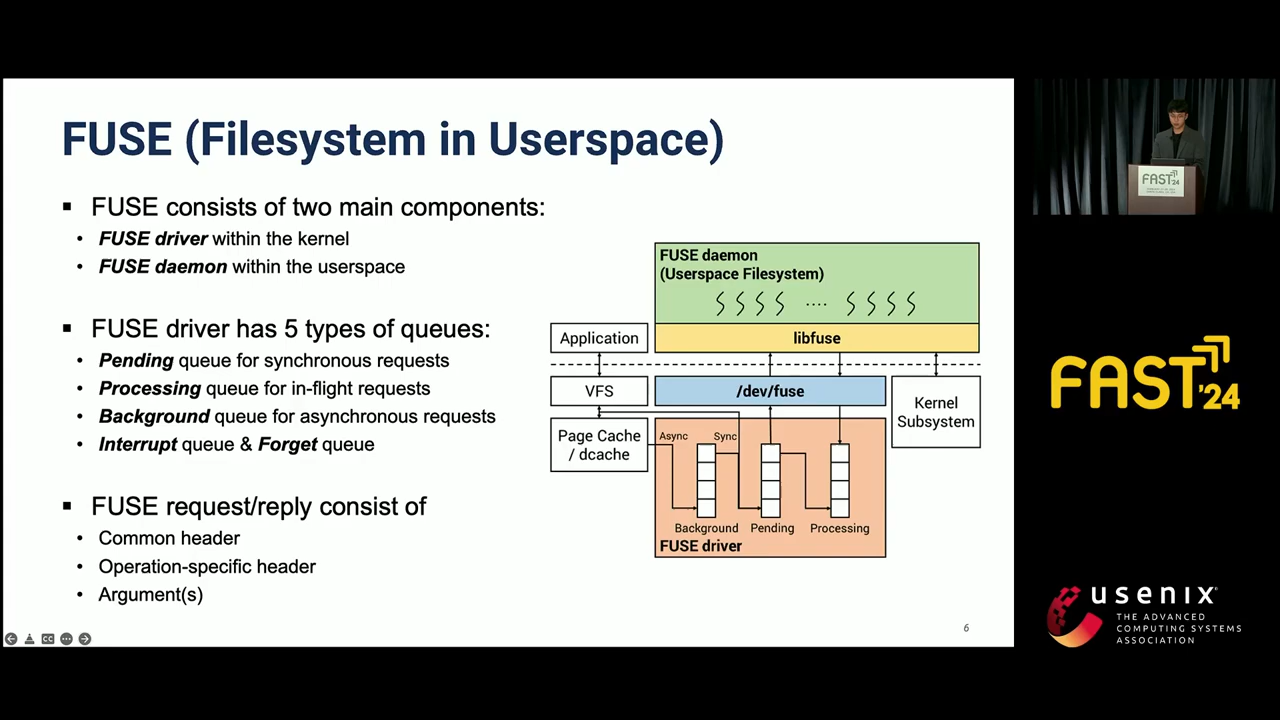 FUSE (Filesystem in Userspace)
▪ FUSE consists of two main components:
• FUSE driver within the kernel
• FUSE daemon within the userspace
▪ FUSE driver has 5 types of queues:
• Pending queue for synchronous requests
• Processing queue for in-flight requests
• Background queue for asynchronous requests
• Interrupt queue & Forget queue
▪ FUSE request/reply consist of
• Common header
• Operation-specific header
• Argument(s)
FUSE daemon
(Userspace Filesystem)
....
Application
libfuse
VFS
/dev/fuse
Kernel
Subsystem
Page Cache
/ dcache
Async
Sync
Background
Pending
Processing
FUSE driver
6
CC
FAST'24
FAST'24
usenix
THE ADVANCED
COMPUTING SYSTEMS
ASSOCIATION